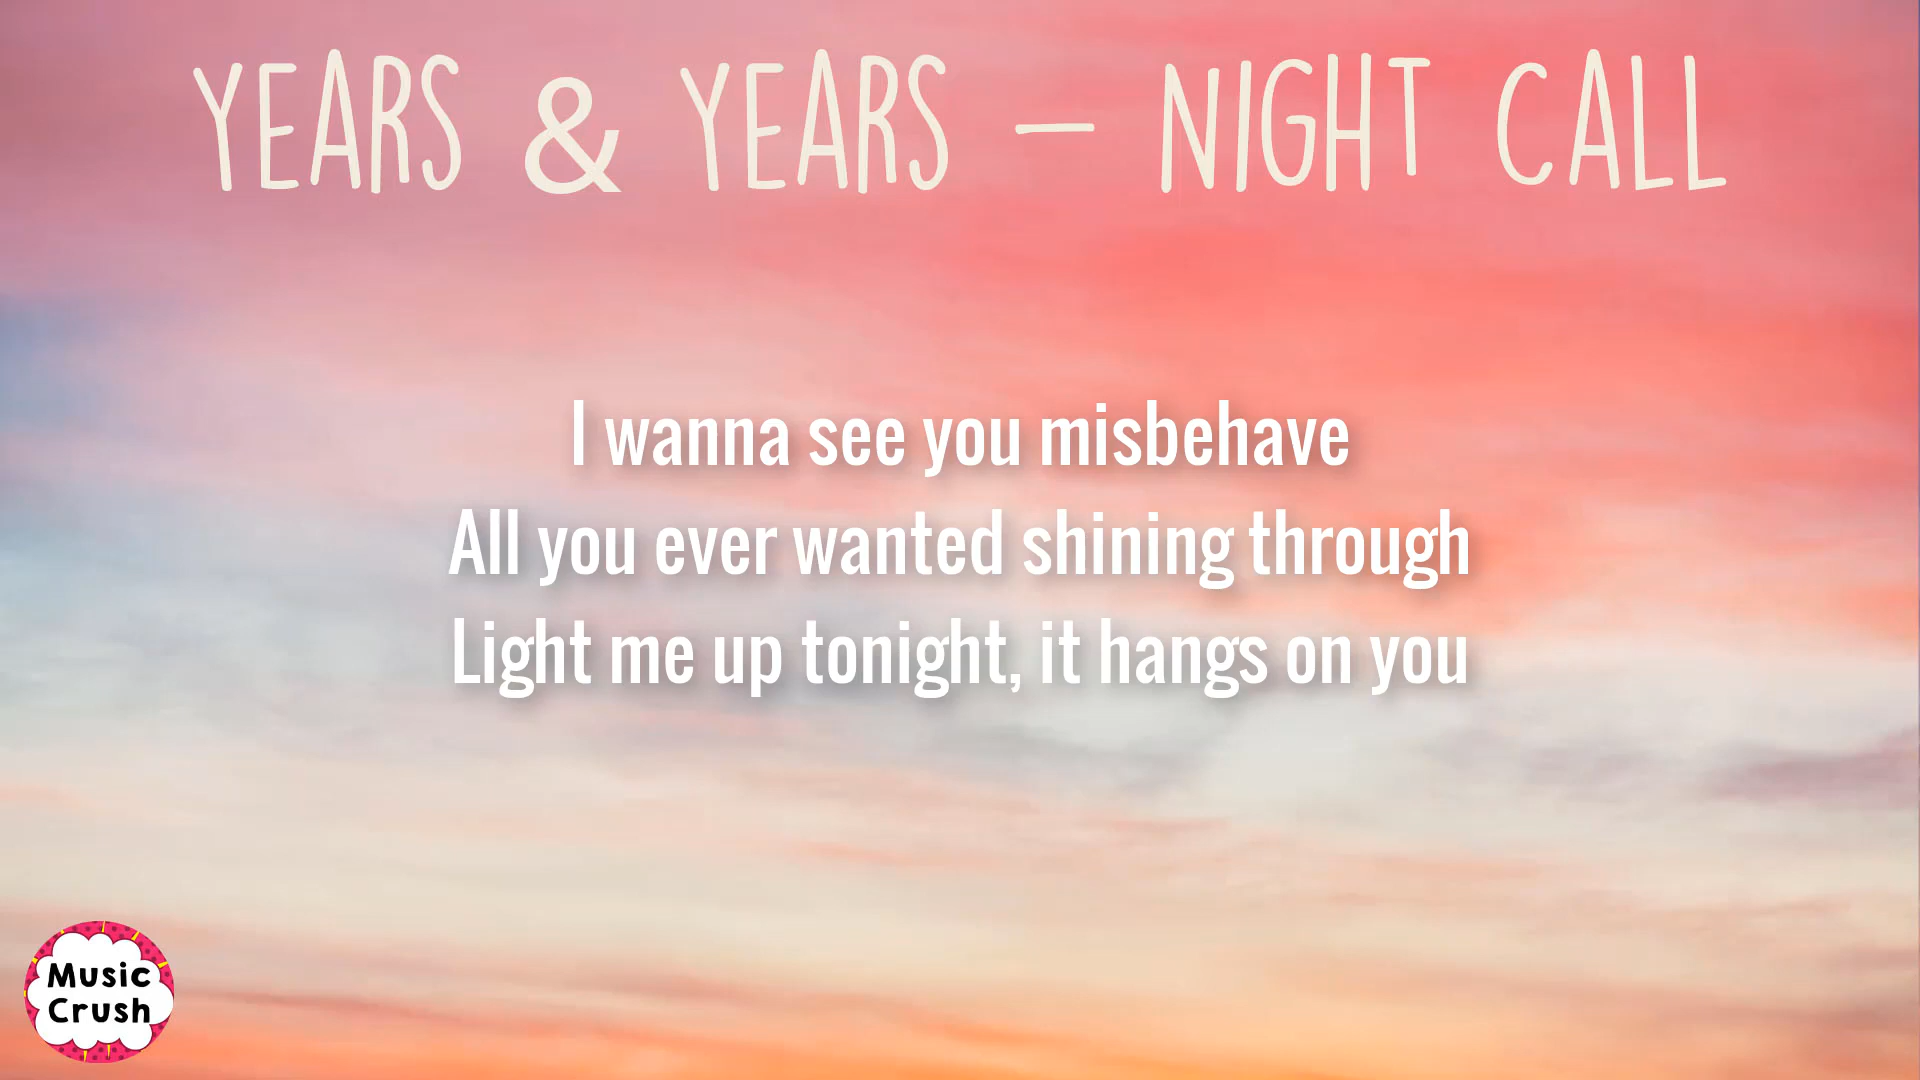 YEARS & YEARS – NIGHT CALL
I wanna see you misbehave
All you ever wanted shining through
Light me up tonight, it hangs on you
Music
Crush